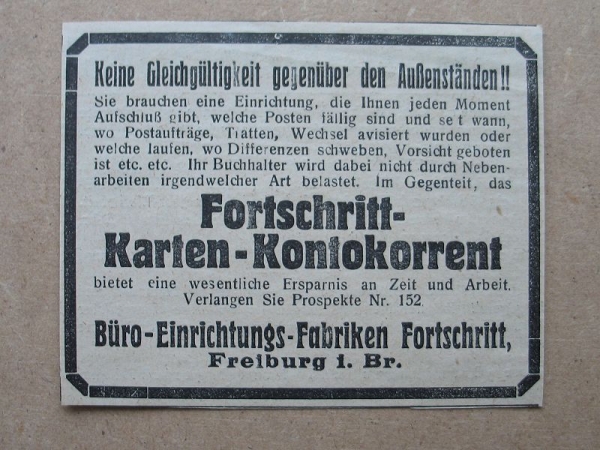 Keine Gleichgültigkeit gegenüber den Außenständen!!
Sie brauchen eine Einrichtung, die Ihnen jeden Moment
Aufschluß gibt, welche Posten fällig sind und se t wann,
wo Postaufträge, Tratten, Wechsel avisiert wurden oder
welche laufen, wo Differenzen schweben, Vorsicht geboten
ist etc. etc. Ihr Buchhalter wird dabei nicht durch Neben-
arbeiten irgendwelcher Art belastet. Im Gegenteit, das
Fortschritt-
Karten-Kontokorrent
bietet eine wesentliche Ersparnis an Zeit und Arbeit.
Verlangen Sie Prospekte Nr. 152
Büro-Einrichtungs-Fabriken Fortschritt,
Freiburg i. Br.